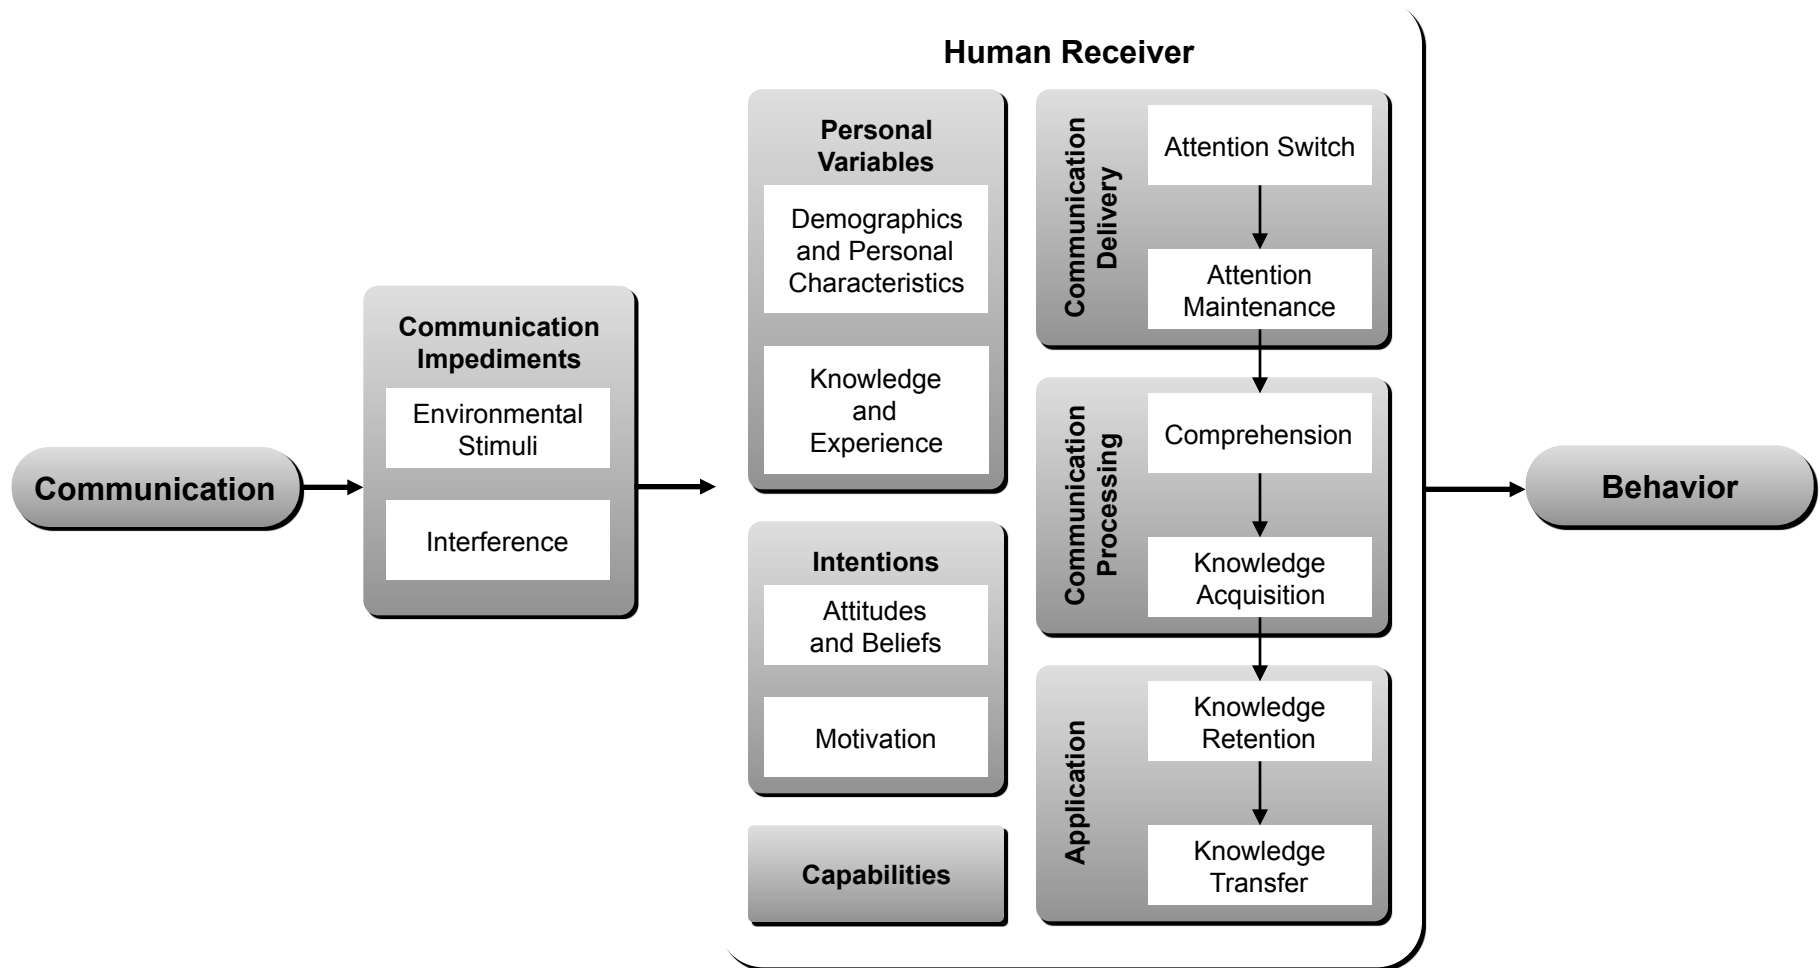 Human Receiver
Communication
Communication
Impediments
Environmental
Stimuli
Interference
Personal
Variables
Demographics
and Personal
Characteristics
Knowledge
and
Experience
Intentions
Attitudes
and Beliefs
Motivation
Capabilities
Communication
Delivery
Attention Switch
Attention
Maintenance
Communication
Processing
Comprehension
Knowledge
Acquisition
Application
Knowledge
Retention
Knowledge
Transfer
Behavior